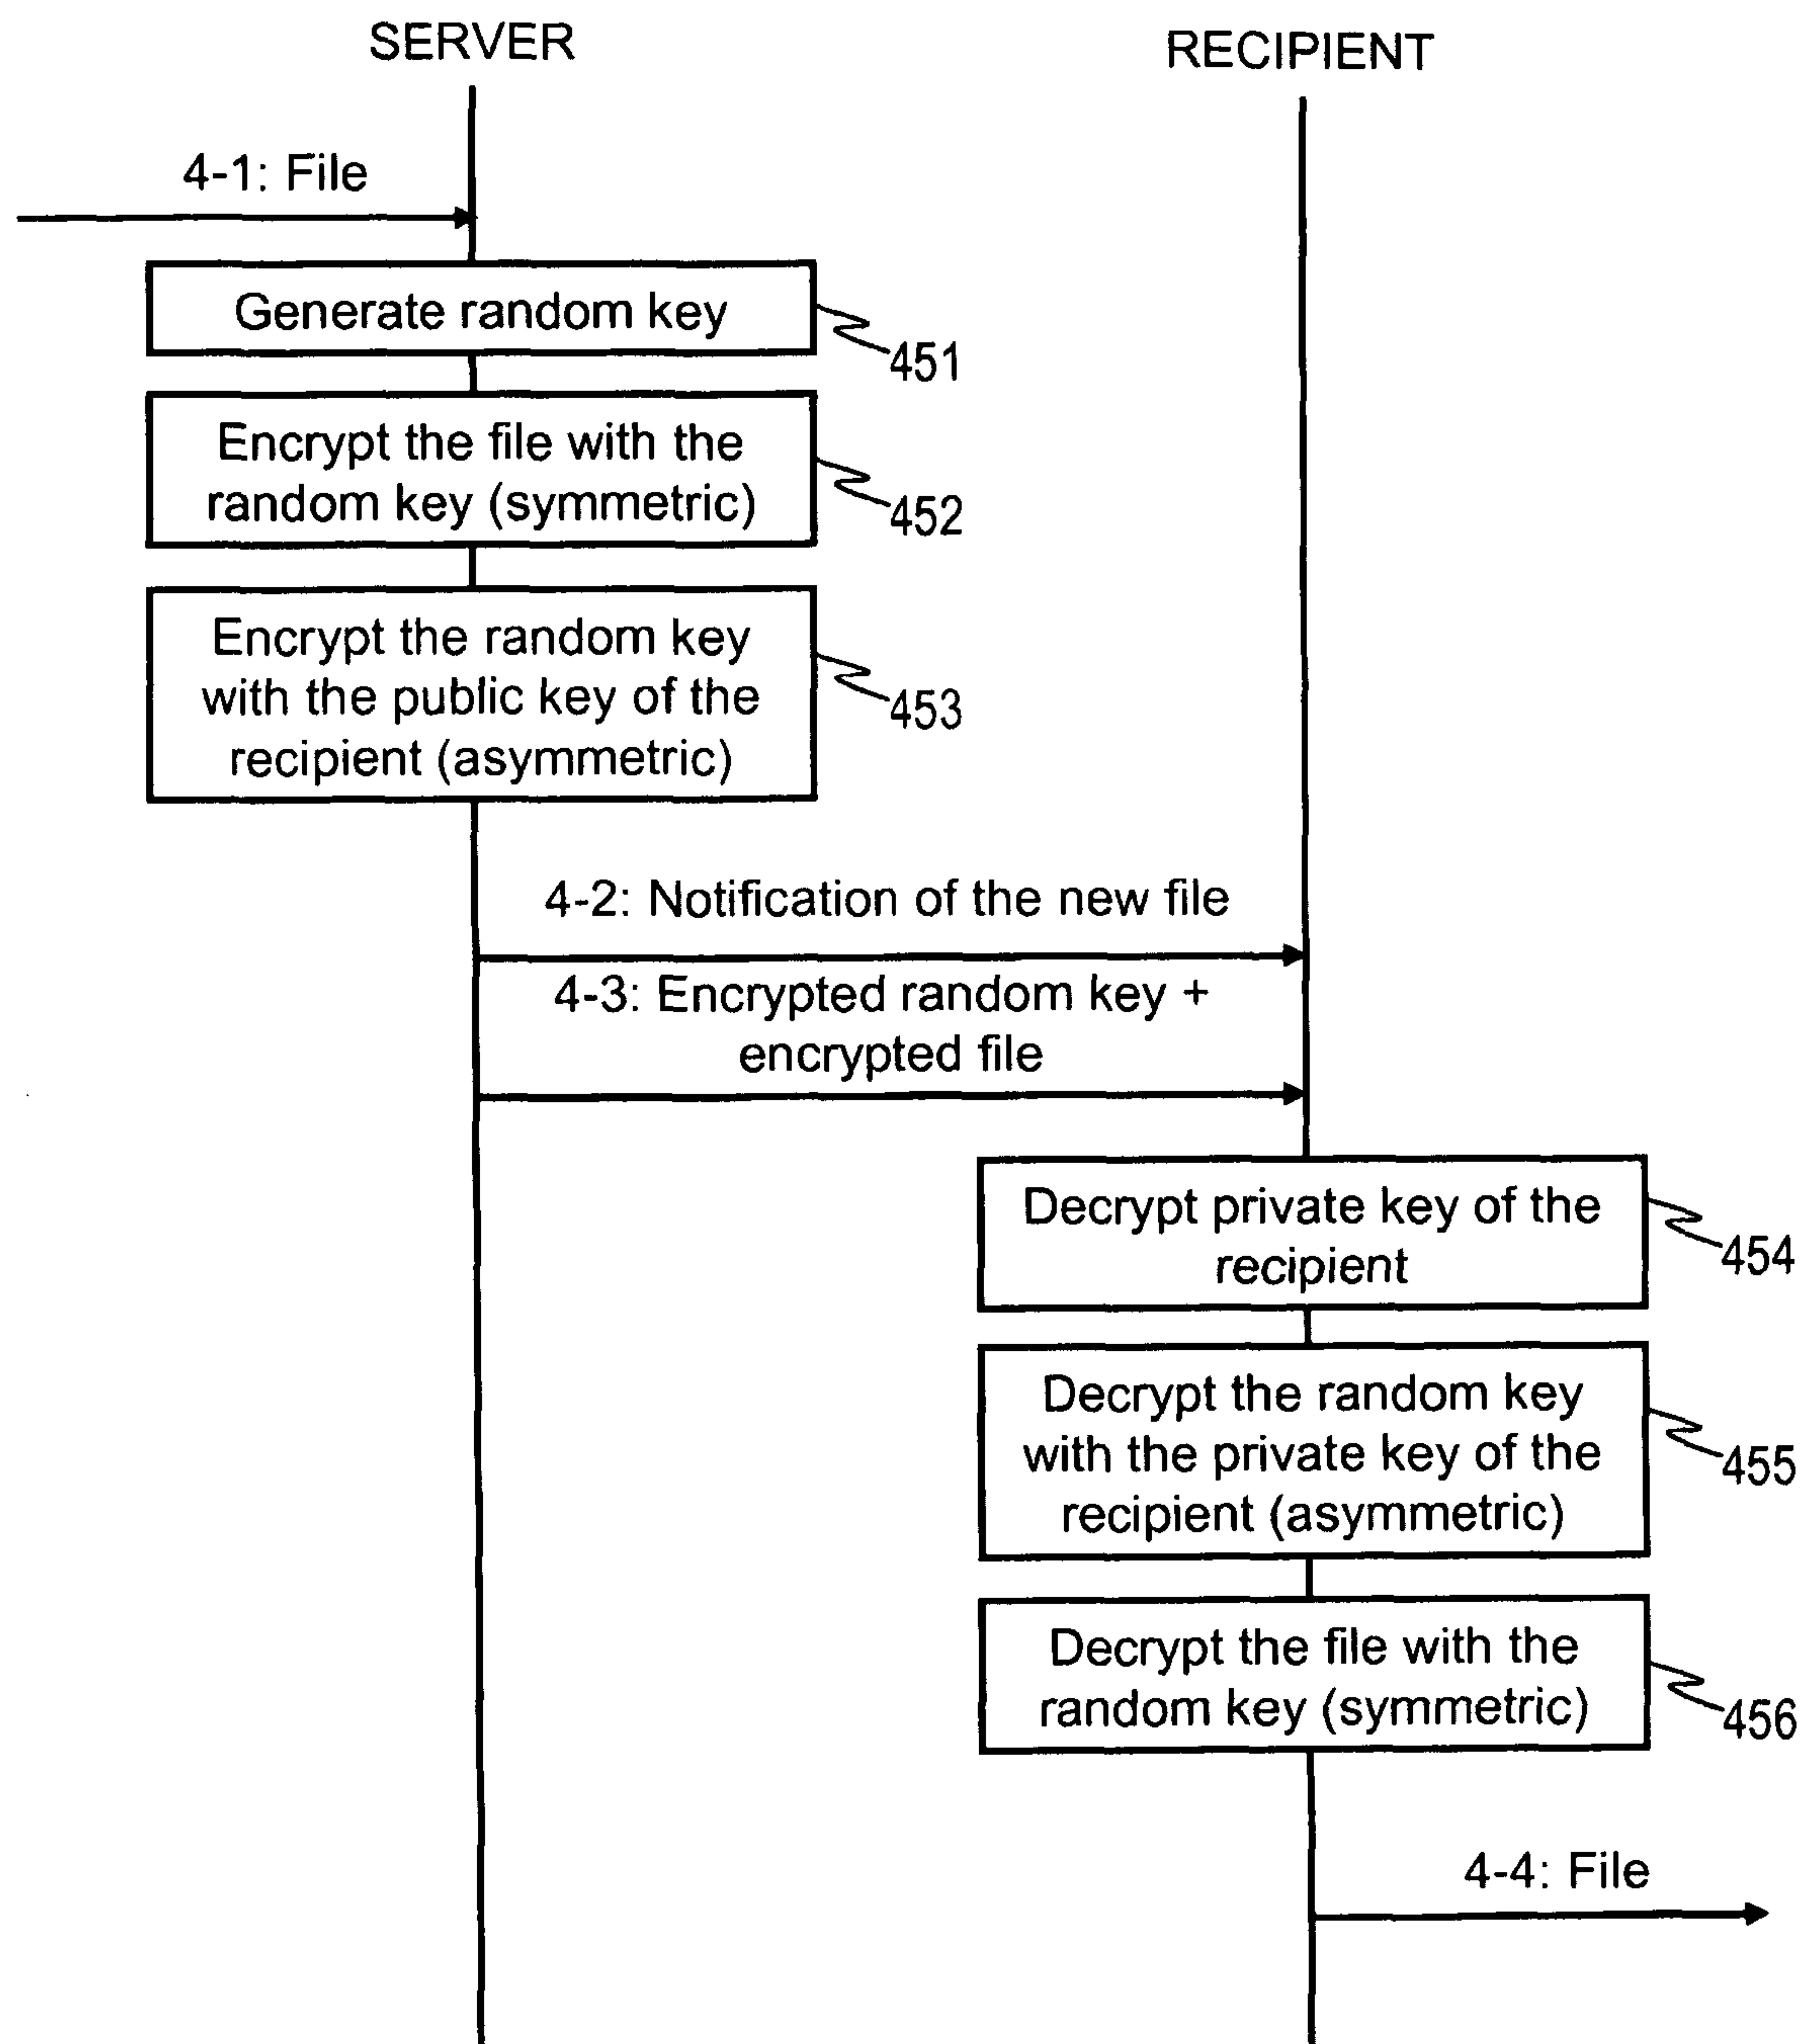 SERVER
RECIPIENT
4-1: File
Generate random key
451
Encrypt the file with the
random key (symmetric)
452
Encrypt the random key
with the public key of the
recipient (asymmetric)
453
4-2: Notification of the new file
4-3: Encrypted random key +
encrypted file
Decrypt private key of the
recipient
454
Decrypt the random key
with the private key of the
recipient (asymmetric)
455
Decrypt the file with the
random key (symmetric)
456
4-4: File